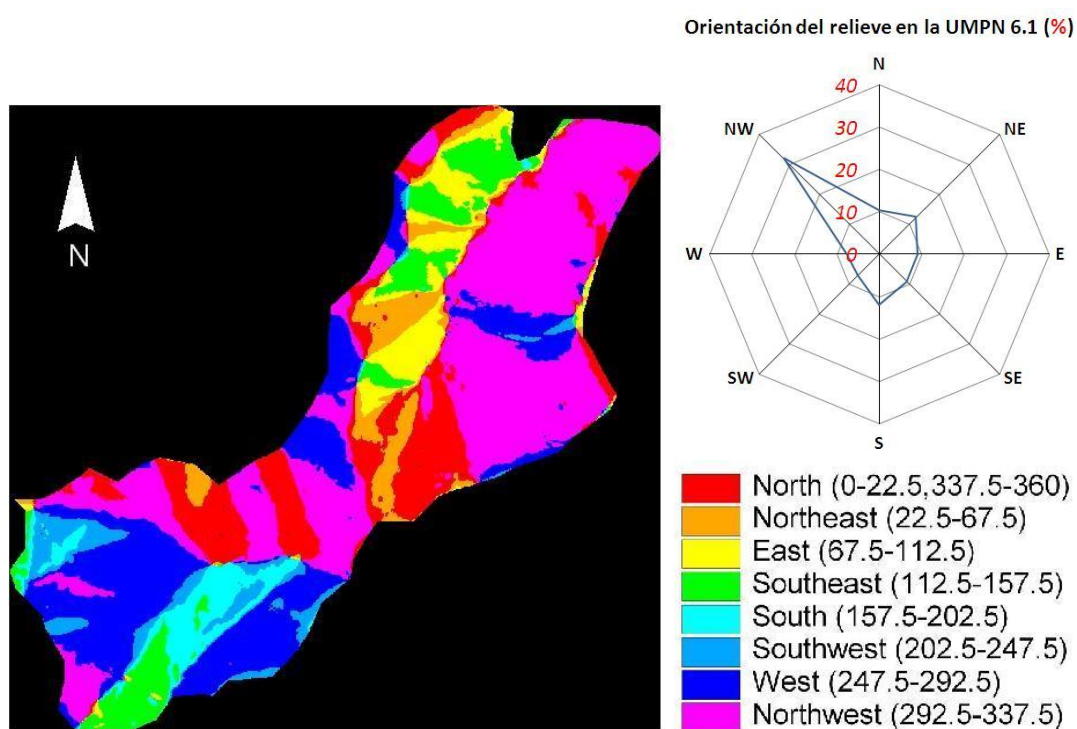 Orientación del relieve en la UMPN 6.1 (%)
N
40
NW
NE
30
20
10
W
0
E
SW
SE
S
N
North (0-22.5,337.5-360)
Northeast (22.5-67.5)
East (67.5-112.5)
Southeast (112.5-157.5)
South (157.5-202.5)
Southwest (202.5-247.5)
West (247.5-292.5)
Northwest (292.5-337.5)